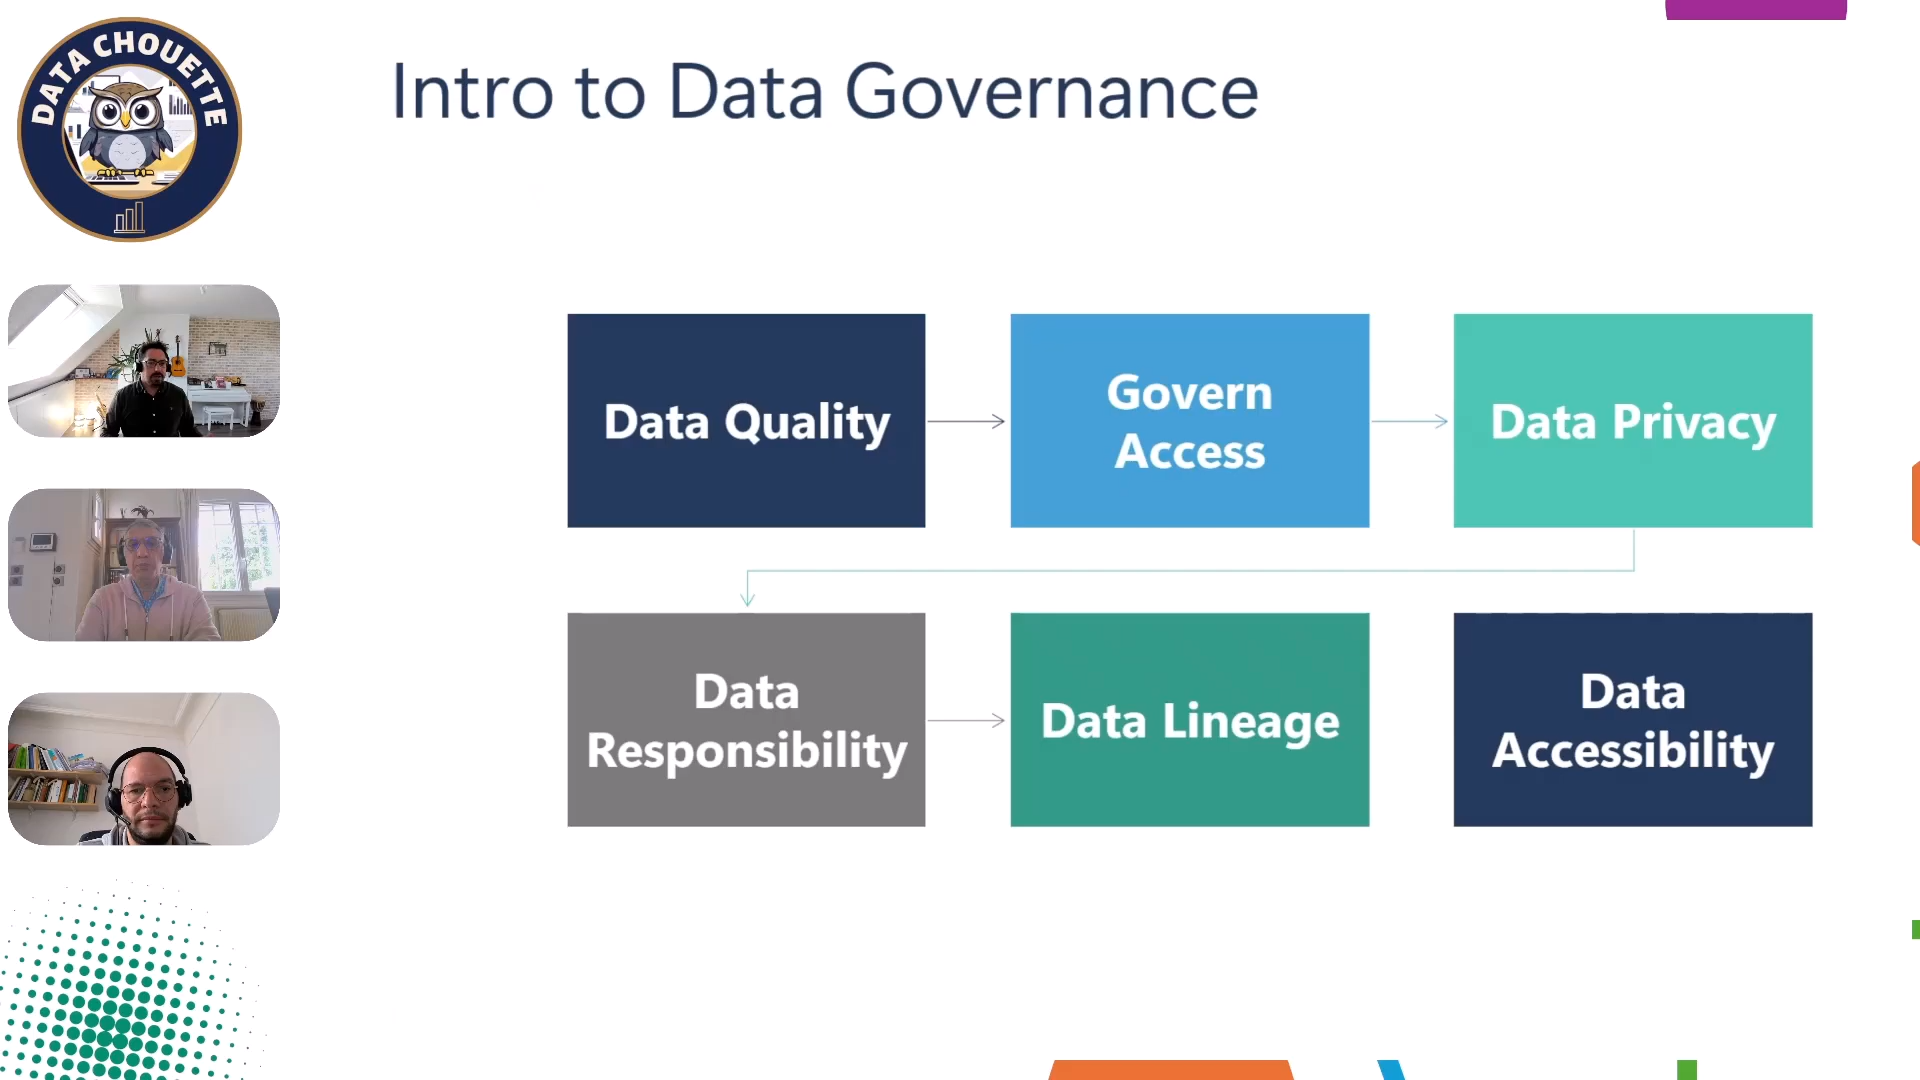 DATA CHOUETTE
Intro to Data Governance
Data Quality
Govern
Access
Data Privacy
Data
Responsibility
Data Lineage
Data
Accessibility